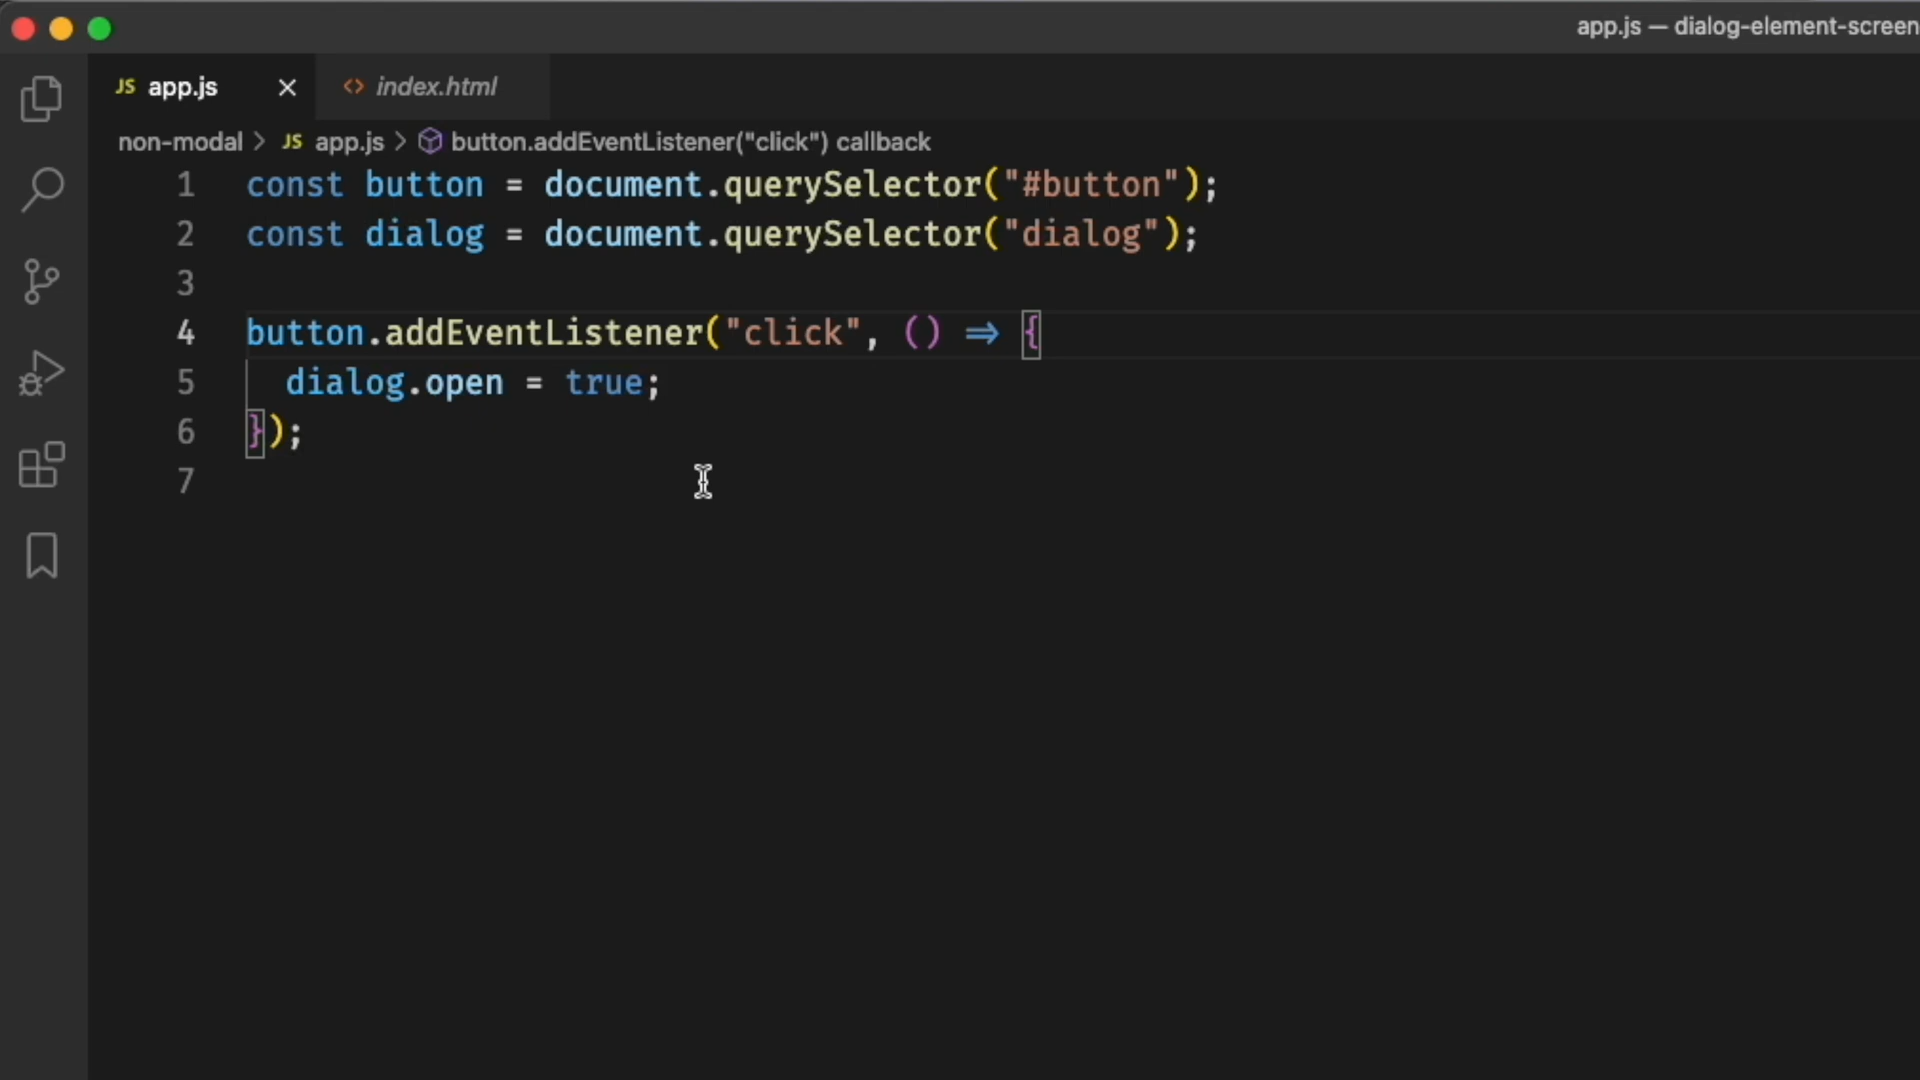 app.js — dialog-element-screen
JS app.js
<> index.html
non-modal > JS app.js > button.addEventListener("click") callback
1 const button = document.querySelector("#button");
2 const dialog = document.querySelector("dialog");
3
4 button.addEventListener("click", () => {
5 dialog.open = true;
6 });
7